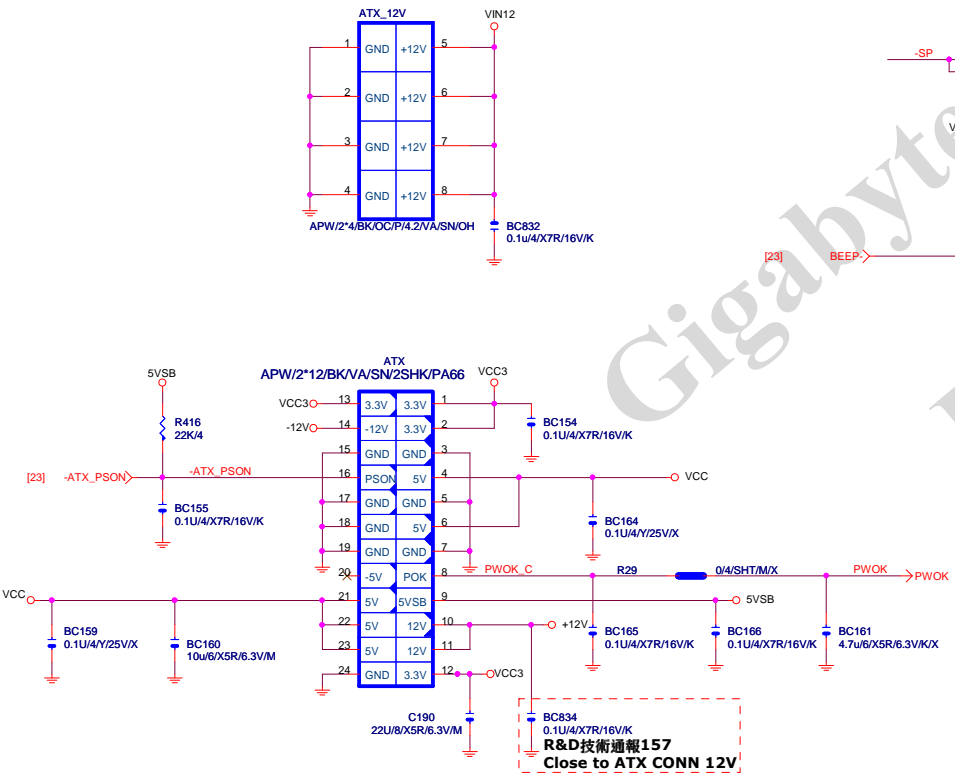 ATX_12V
VIN12
1 GND +12V 5
2 GND +12V 6
3 GND +12V 7
4 GND +12V 8
APW/2*4/BK/OC/P/4.2/VA/SN/OH
BC832
0.1u/4/X7R/16V/K
-SP
V
[23] BEEP-
Gigabyte
ATX
APW/2*12/BK/VA/SN/2SHK/PA66
5VSB
VCC3
R416
22K/4
VCC3 13 3.3V 3.3V 1
-12V 14 -12V 3.3V 2
BC154
0.1U/4/X7R/16V/K
15 GND GND 3
[23] -ATX_PSON -ATX_PSON 16 PSON 5V 4 VCC
BC155
0.1U/4/X7R/16V/K
17 GND GND 5
18 GND 5V 6
BC164
0.1U/4/Y/25V/X
19 GND GND 7
20 -5V POK 8 PWOK_C R29 0/4/SHT/M/X PWOK PWOK
VCC 21 5V 5VSB 9 5VSB
22 5V 12V 10 +12V
23 5V 12V 11
24 GND 3.3V 12 VCC3
BC159
0.1U/4/Y/25V/X
BC160
10u/6/X5R/6.3V/M
BC165
0.1U/4/X7R/16V/K
BC166
0.1U/4/X7R/16V/K
BC161
4.7u/6/X5R/6.3V/K/X
C190
22U/8/X5R/6.3V/M
BC834
0.1U/4/X7R/16V/K
R&D技術通報157
Close to ATX CONN 12V